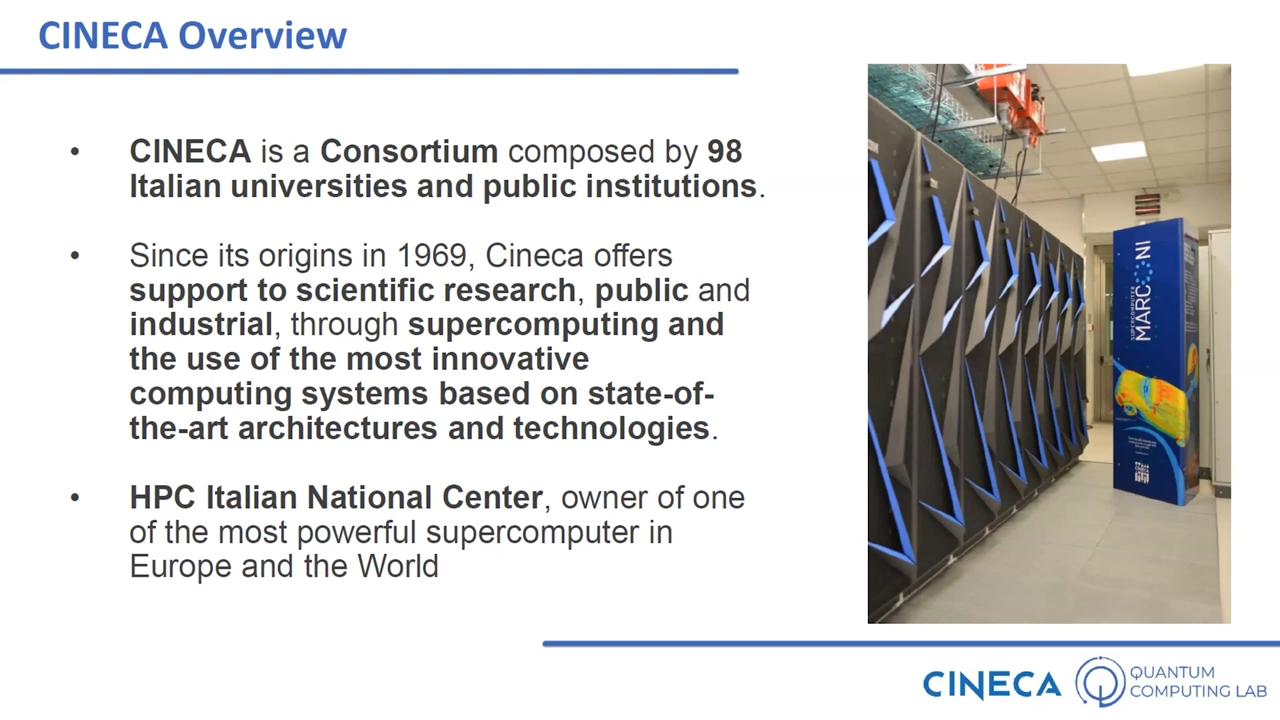 CINECA Overview
• CINECA is a Consortium composed by 98
Italian universities and public institutions.
• Since its origins in 1969, Cineca offers
support to scientific research, public and
industrial, through supercomputing and
the use of the most innovative
computing systems based on state-of-
the-art architectures and technologies.
• HPC Italian National Center, owner of one
of the most powerful supercomputer in
Europe and the World
SUPERCOMPUTER
MARCONI
CINECA
QUANTUM
COMPUTING LAB